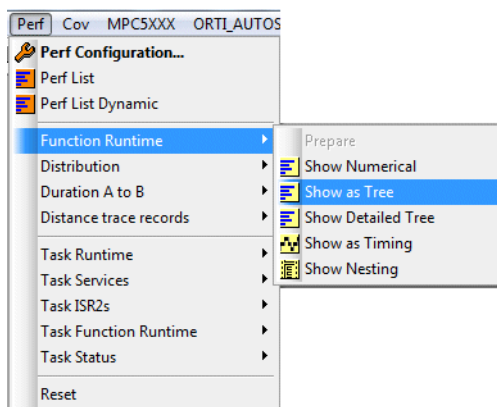 Perf Cov MPC5XXX ORTI_AUTOS
Perf Configuration...
Perf List
Perf List Dynamic
Function Runtime
Distribution
Duration A to B
Distance trace records
Task Runtime
Task Services
Task ISR2s
Task Function Runtime
Task Status
Reset
Prepare
Show Numerical
Show as Tree
Show Detailed Tree
Show as Timing
Show Nesting